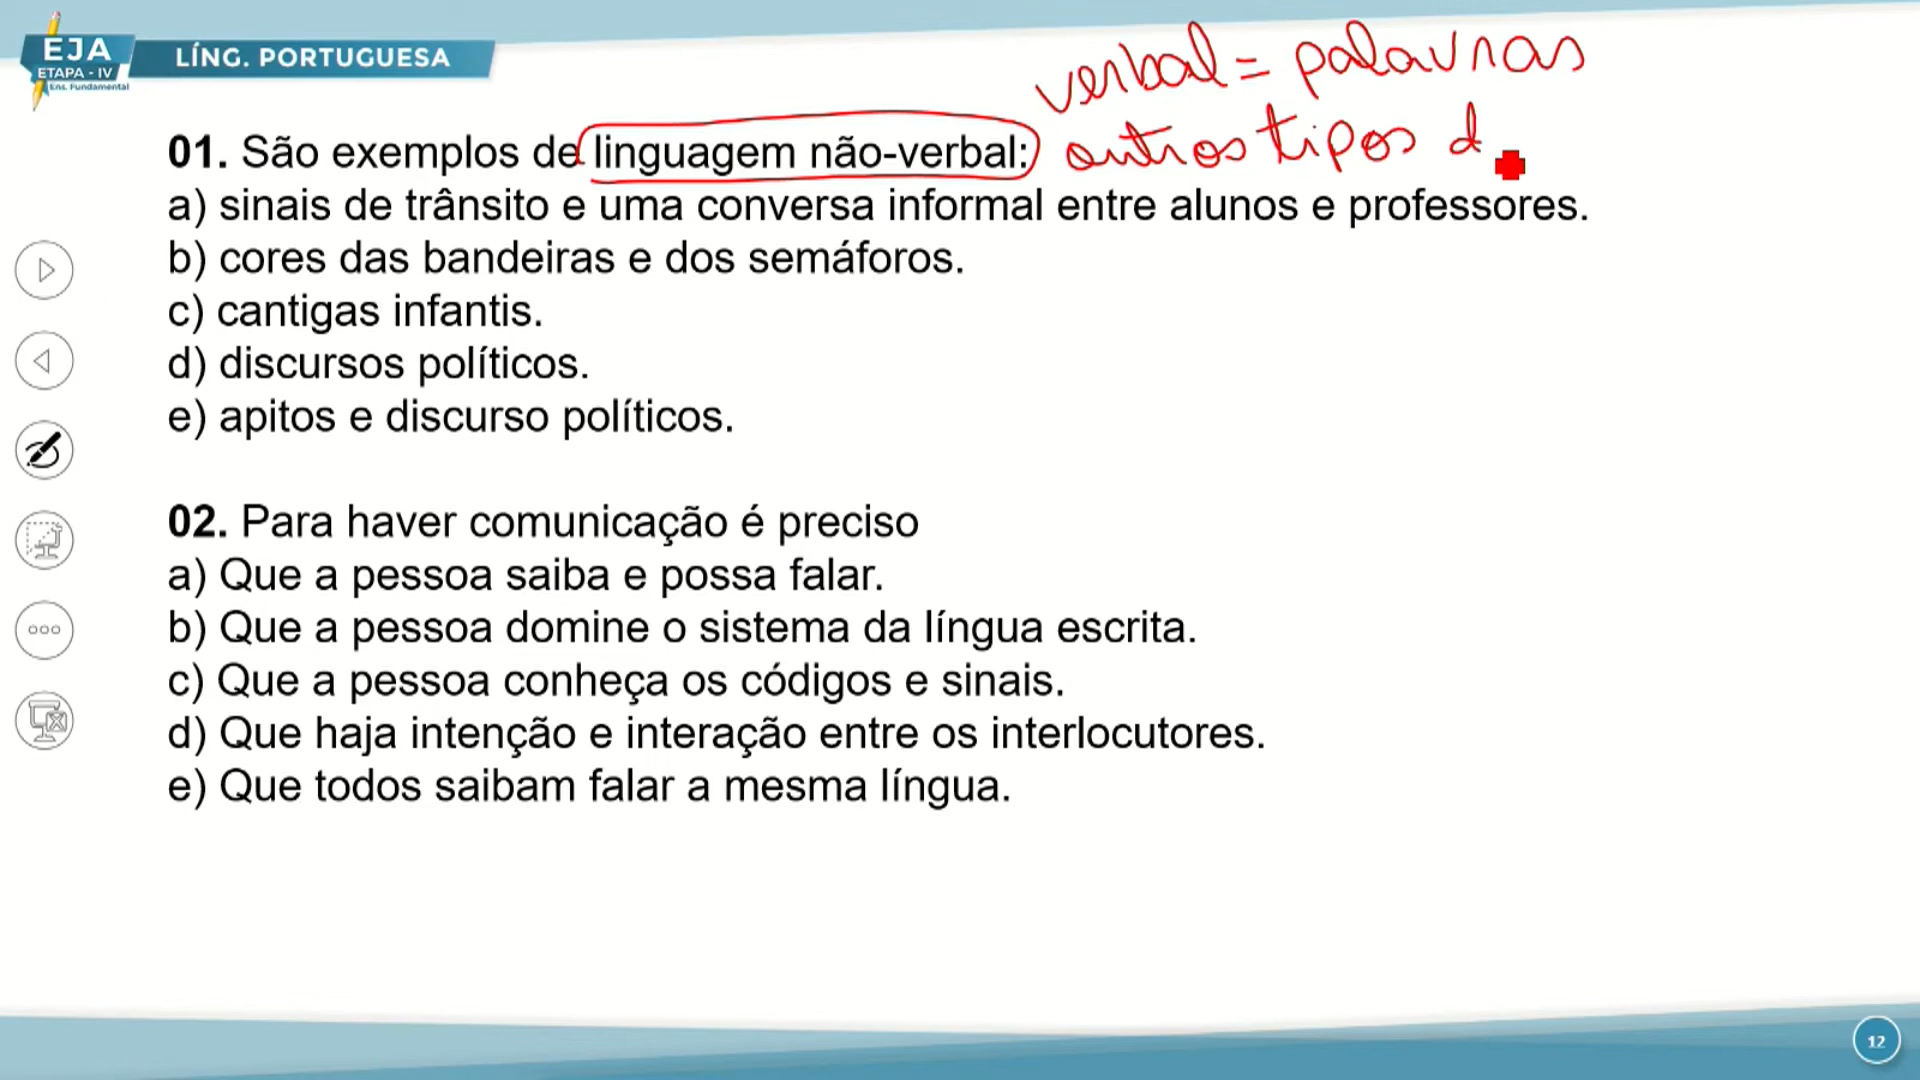 EJA
ETAPA - IV
Ens. Fundamental
LÍNG. PORTUGUESA
verbal = palavras
01. São exemplos de linguagem não-verbal:
outros tipos d
a) sinais de trânsito e uma conversa informal entre alunos e professores.
b) cores das bandeiras e dos semáforos.
c) cantigas infantis.
d) discursos políticos.
e) apitos e discurso políticos.
02. Para haver comunicação é preciso
a) Que a pessoa saiba e possa falar.
b) Que a pessoa domine o sistema da língua escrita.
c) Que a pessoa conheça os códigos e sinais.
d) Que haja intenção e interação entre os interlocutores.
e) Que todos saibam falar a mesma língua.
12